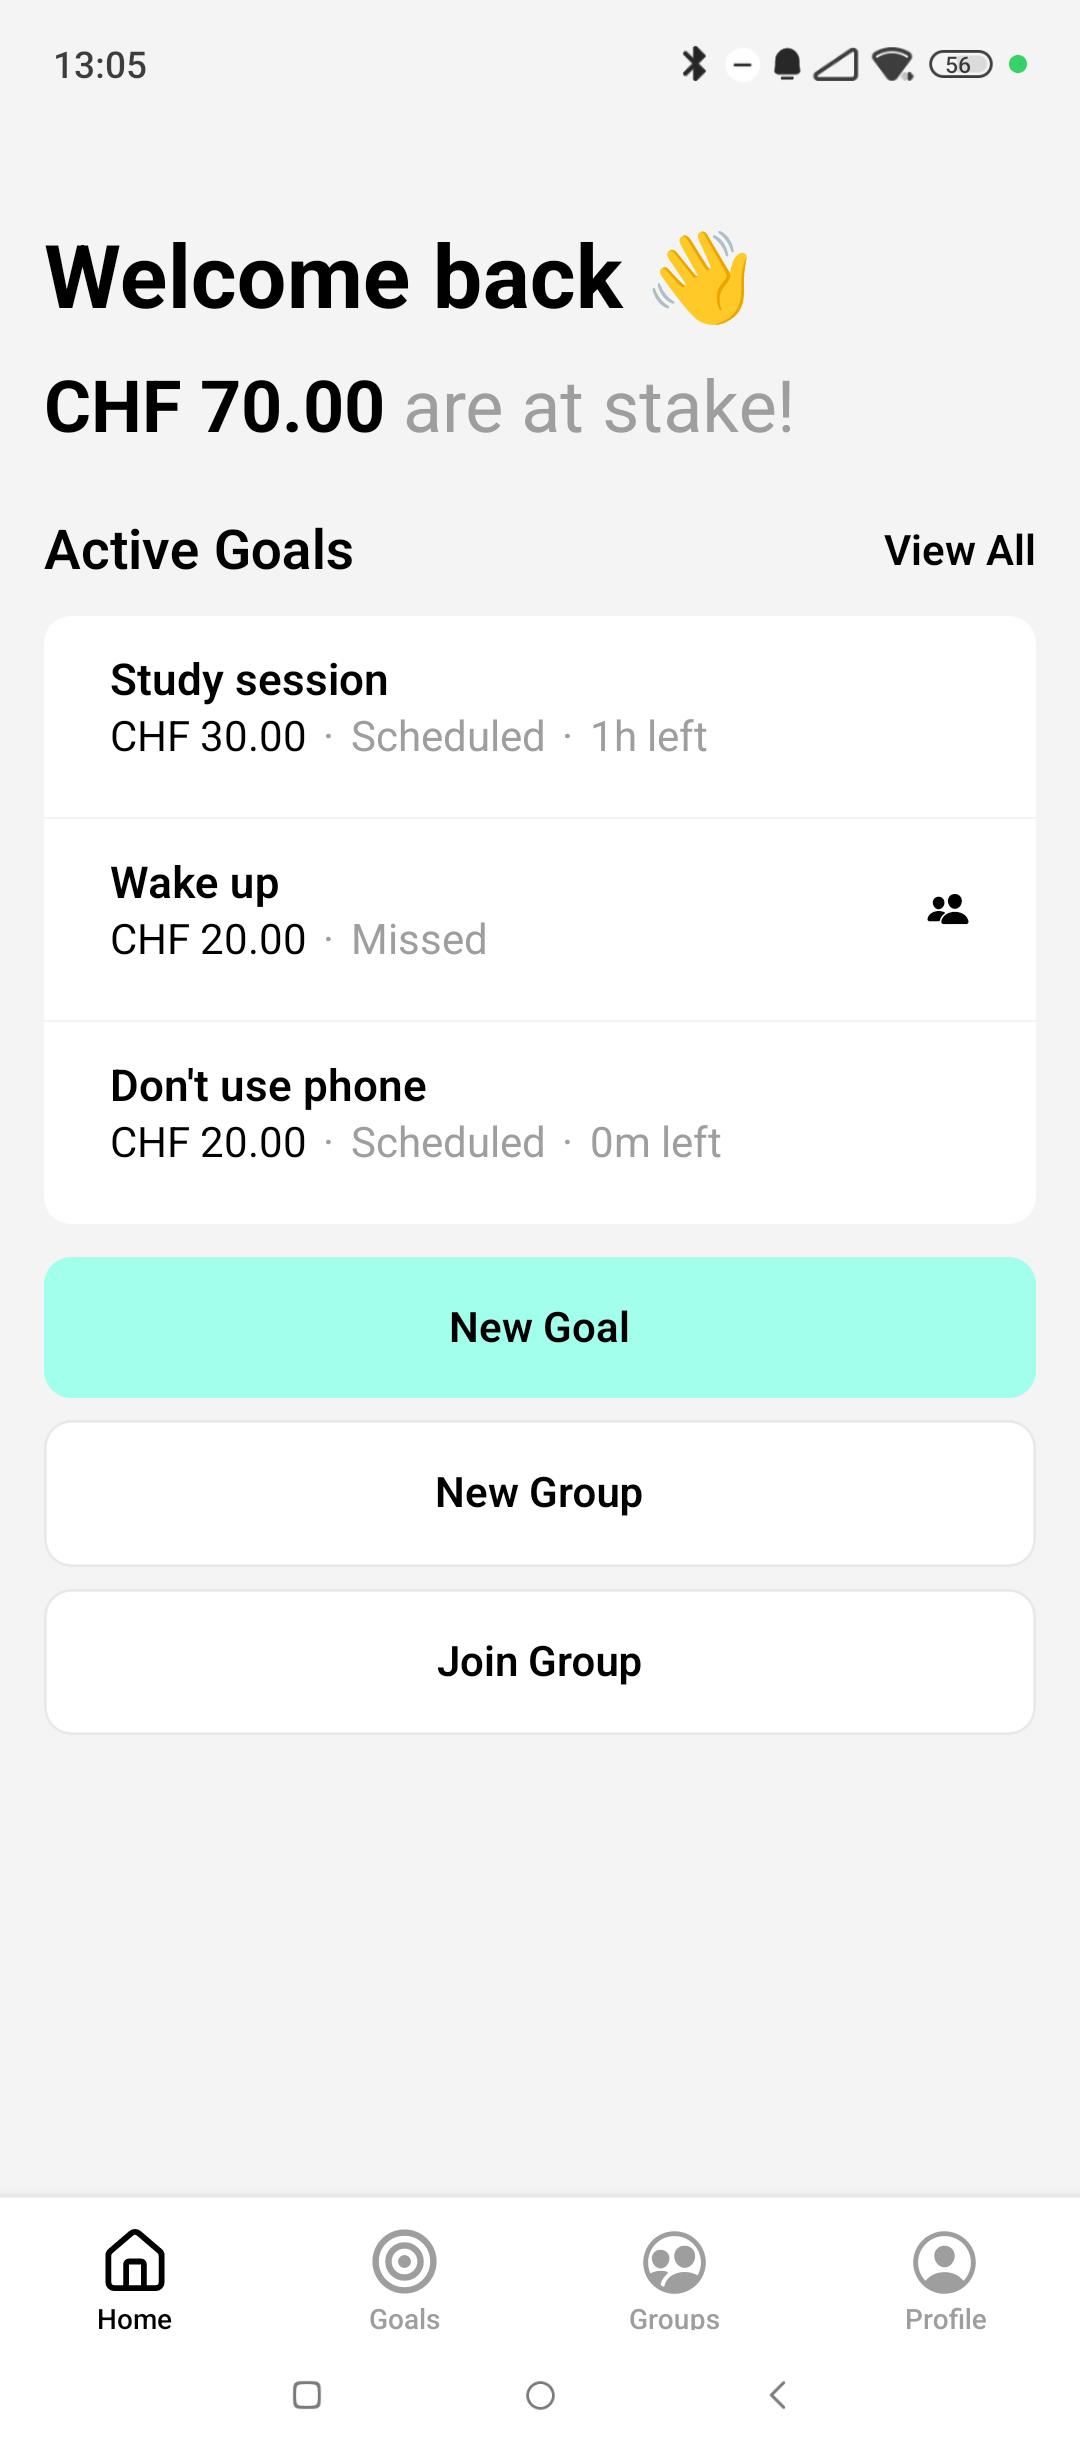 13:05
56
Welcome back 👋
CHF 70.00 are at stake!
Active Goals
View All
Study session
CHF 30.00 · Scheduled · 1h left
Wake up
CHF 20.00 · Missed
Don't use phone
CHF 20.00 · Scheduled · 0m left
New Goal
New Group
Join Group
Home
Goals
Groups
Profile